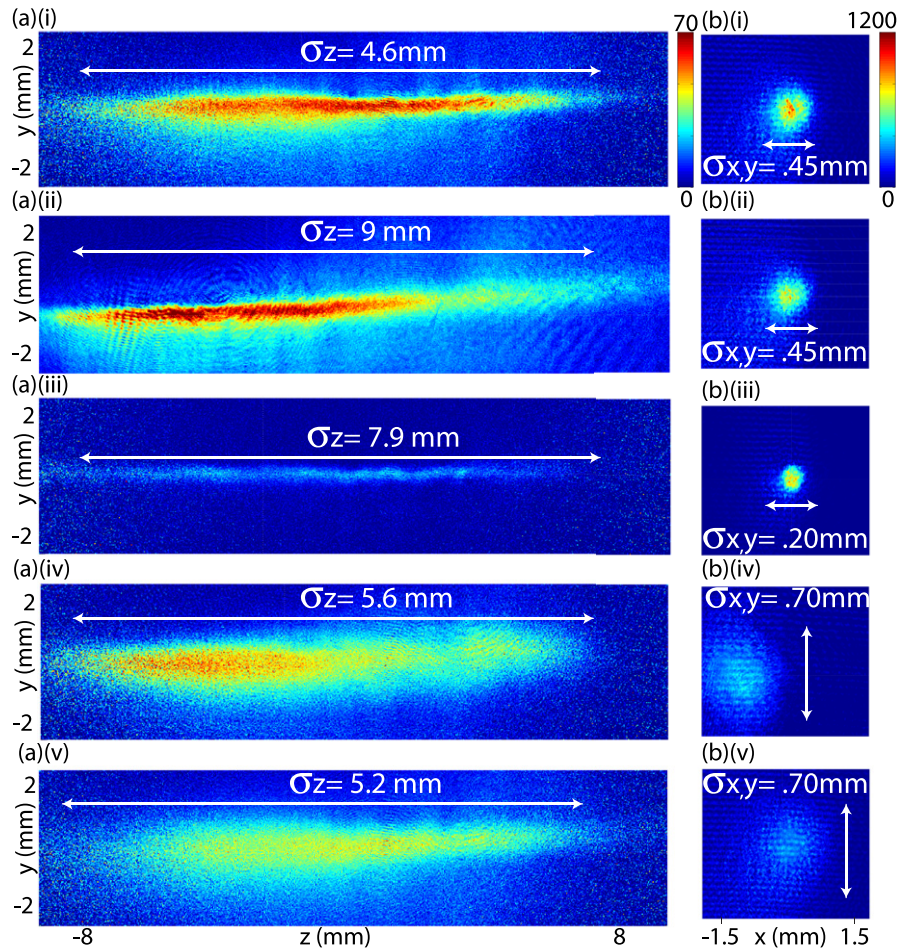 (a)(i)
70
(b)(i)
1200
2
y (mm)
-2
σz= 4.6mm
0
σx,y= .45mm
0
(a)(ii)
(b)(ii)
2
y (mm)
-2
σz= 9 mm
σx,y= .45mm
(a)(iii)
(b)(iii)
2
y (mm)
-2
σz= 7.9 mm
σx,y= .20mm
(a)(iv)
(b)(iv)
2
y (mm)
-2
σz= 5.6 mm
σx,y= .70mm
(a)(v)
(b)(v)
2
y (mm)
-2
σz= 5.2 mm
σx,y= .70mm
-8
z (mm)
8
-1.5
x (mm)
1.5